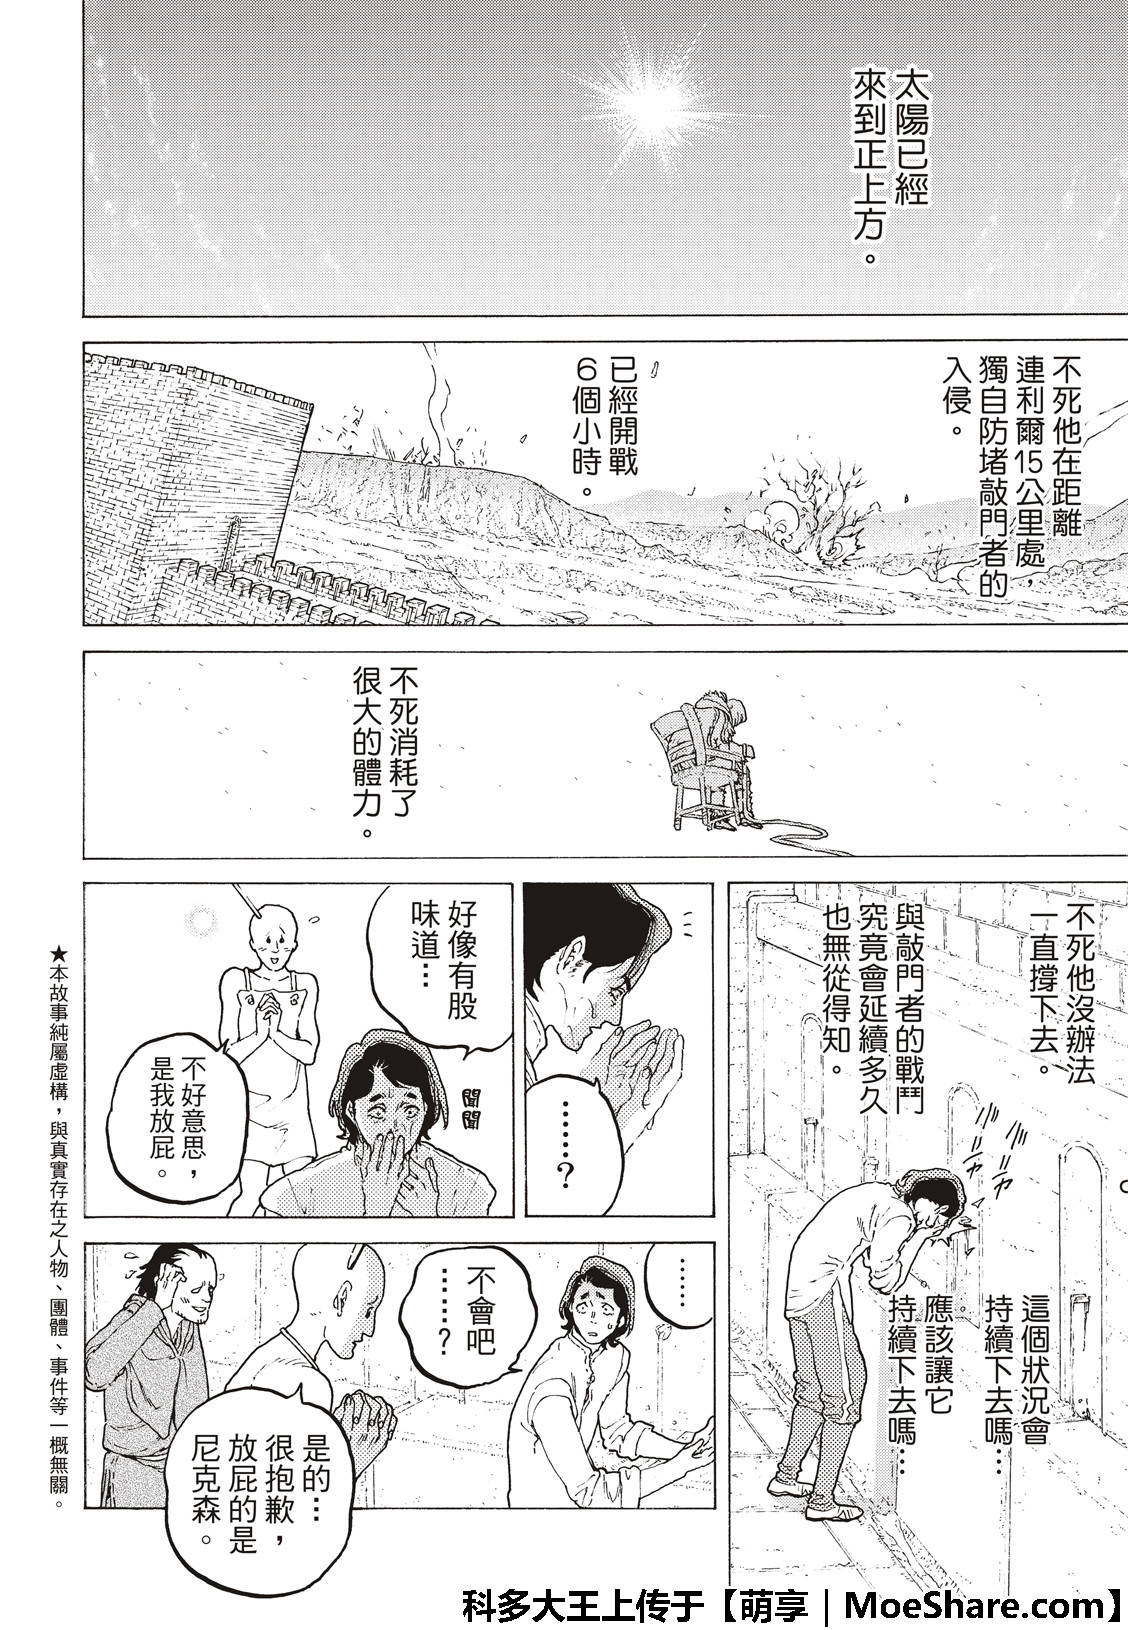 太陽已經
來到正上方。
不死他在距離
連利爾15公里處，
獨自防堵敲門者的
入侵。
已經開戰
6個小時。
不死消耗了
很大的體力。
不死他沒辦法
一直撐下去。
與敲門者的戰鬥
究竟會延續多久
也無從得知。
ジャ
ジャ
這個狀況會
持續下去嗎…
應該讓它
持續下去嗎…
……？
好像有股
味道…
聞聞
不好意思，
是我放屁。
……
不會吧
……？
是的…
很抱歉，
放屁的是
尼克森。
★本故事純屬虛構，與真實存在之人物、團體、事件等一概無關。
科多大王上传于【萌享｜MoeShare.com】